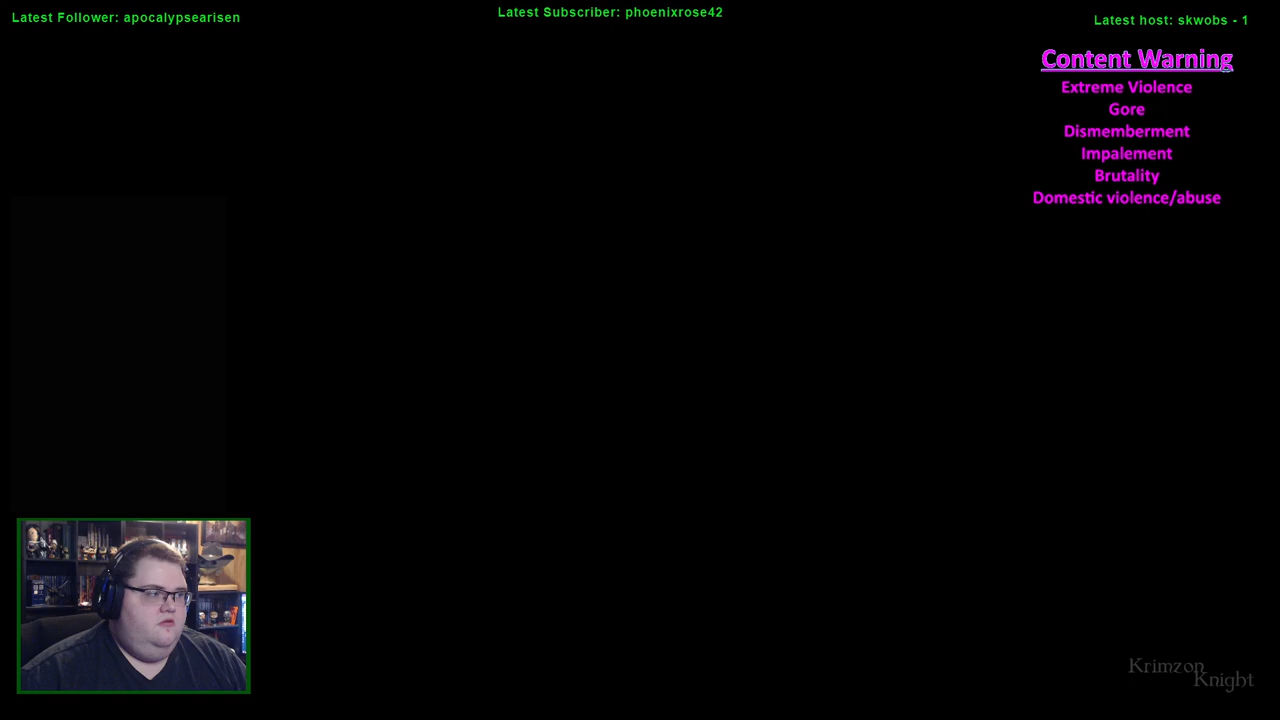 Latest Follower: apocalypsearisen
Latest Subscriber: phoenixrose42
Latest host: skwobs - 1
Content Warning
Extreme Violence
Gore
Dismemberment
Impalement
Brutality
Domestic violence/abuse
Krimzon
Knight